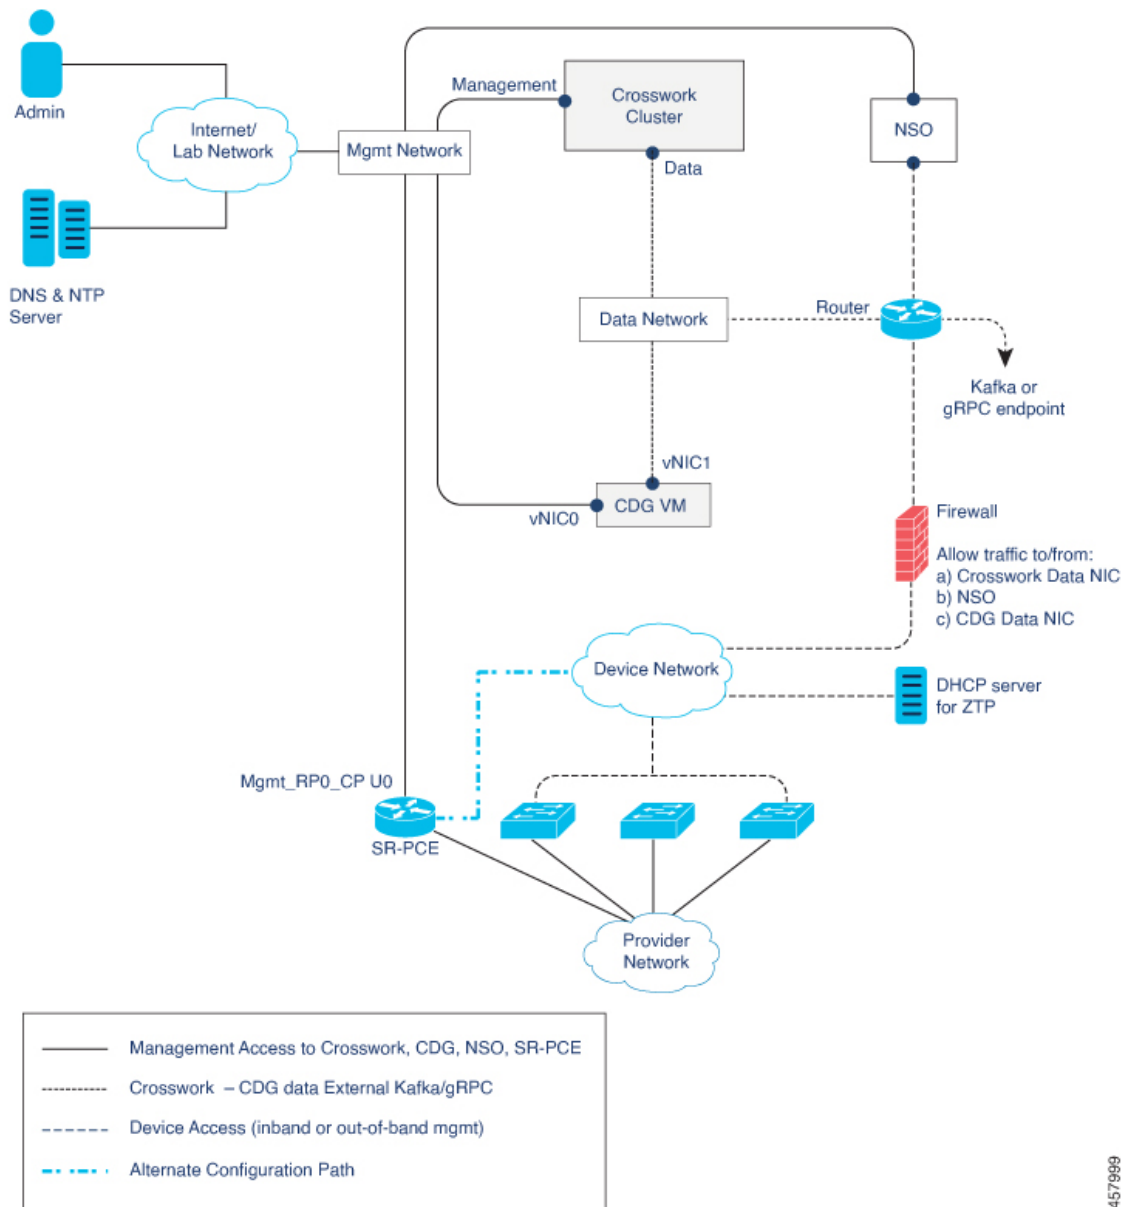 Admin
Internet/
Lab Network
Mgmt Network
Management
Crosswork
Cluster
NSO
Data
DNS & NTP
Server
Data Network
Router
Kafka or
gRPC endpoint
vNIC1
vNIC0
CDG VM
Firewall
Allow traffic to/from:
a) Crosswork Data NIC
b) NSO
c) CDG Data NIC
Device Network
DHCP server
for ZTP
Mgmt_RP0_CP U0
SR-PCE
Provider
Network
Management Access to Crosswork, CDG, NSO, SR-PCE
Crosswork – CDG data External Kafka/gRPC
Device Access (inband or out-of-band mgmt)
Alternate Configuration Path
457999